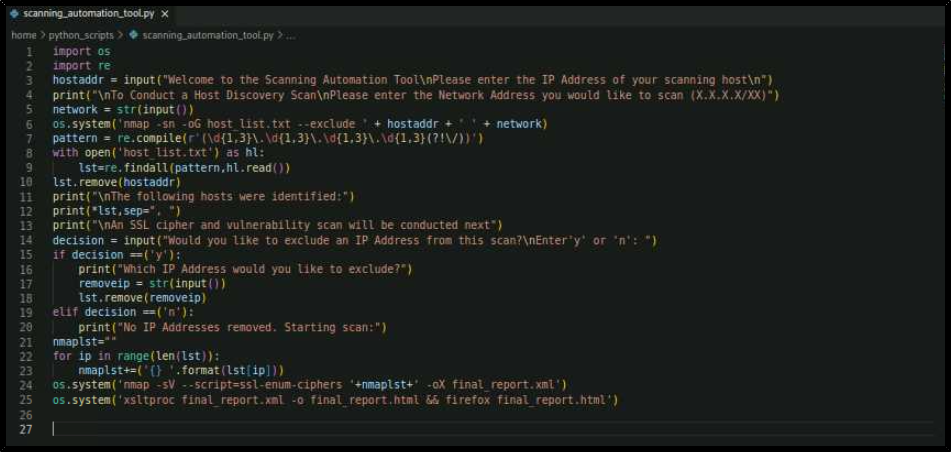 scanning_automation_tool.py ×
home > python_scripts > scanning_automation_tool.py > ...
1 import os
2 import re
3 hostaddr = input("Welcome to the Scanning Automation Tool\nPlease enter the IP Address of your scanning host\n")
4 print("\nTo Conduct a Host Discovery Scan\nPlease enter the Network Address you would like to scan (X.X.X.X/XX)")
5 network = str(input())
6 os.system('nmap -sn -oG host_list.txt --exclude ' + hostaddr + ' ' + network)
7 pattern = re.compile(r'(\d{1,3}\.\d{1,3}\.\d{1,3}\.\d{1,3}(?!\/))')
8 with open('host_list.txt') as hl:
9     lst=re.findall(pattern,hl.read())
10 lst.remove(hostaddr)
11 print("\nThe following hosts were identified:")
12 print(*lst,sep=", ")
13 print("\nAn SSL cipher and vulnerability scan will be conducted next")
14 decision = input("Would you like to exclude an IP Address from this scan?\nEnter'y' or 'n': ")
15 if decision ==('y'):
16     print("Which IP Address would you like to exclude?")
17     removeip = str(input())
18     lst.remove(removeip)
19 elif decision ==('n'):
20     print("No IP Addresses removed. Starting scan:")
21 nmaplst=""
22 for ip in range(len(lst)):
23     nmaplst+=('{} '.format(lst[ip]))
24 os.system('nmap -sV --script=ssl-enum-ciphers '+nmaplst+' -oX final_report.xml')
25 os.system('xsltproc final_report.xml -o final_report.html && firefox final_report.html')
26
27